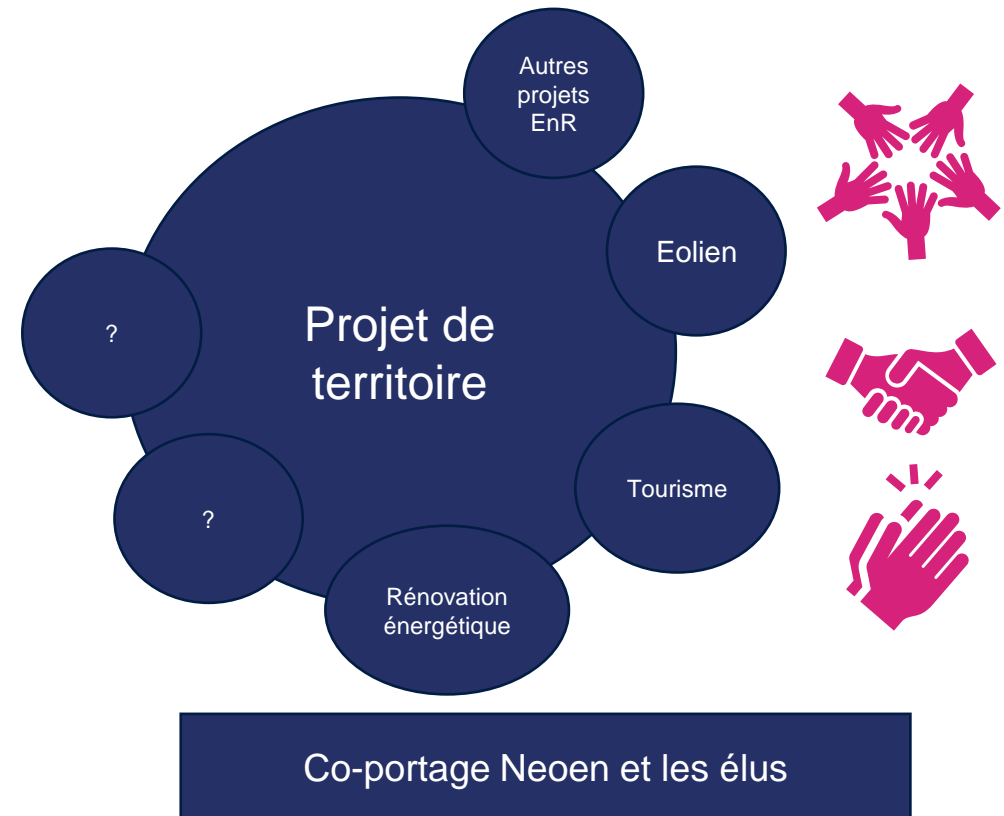 Autres
projets
EnR
Eolien
Projet de
territoire
?
Tourisme
?
Rénovation
énergétique
Co-portage Neoen et les élus